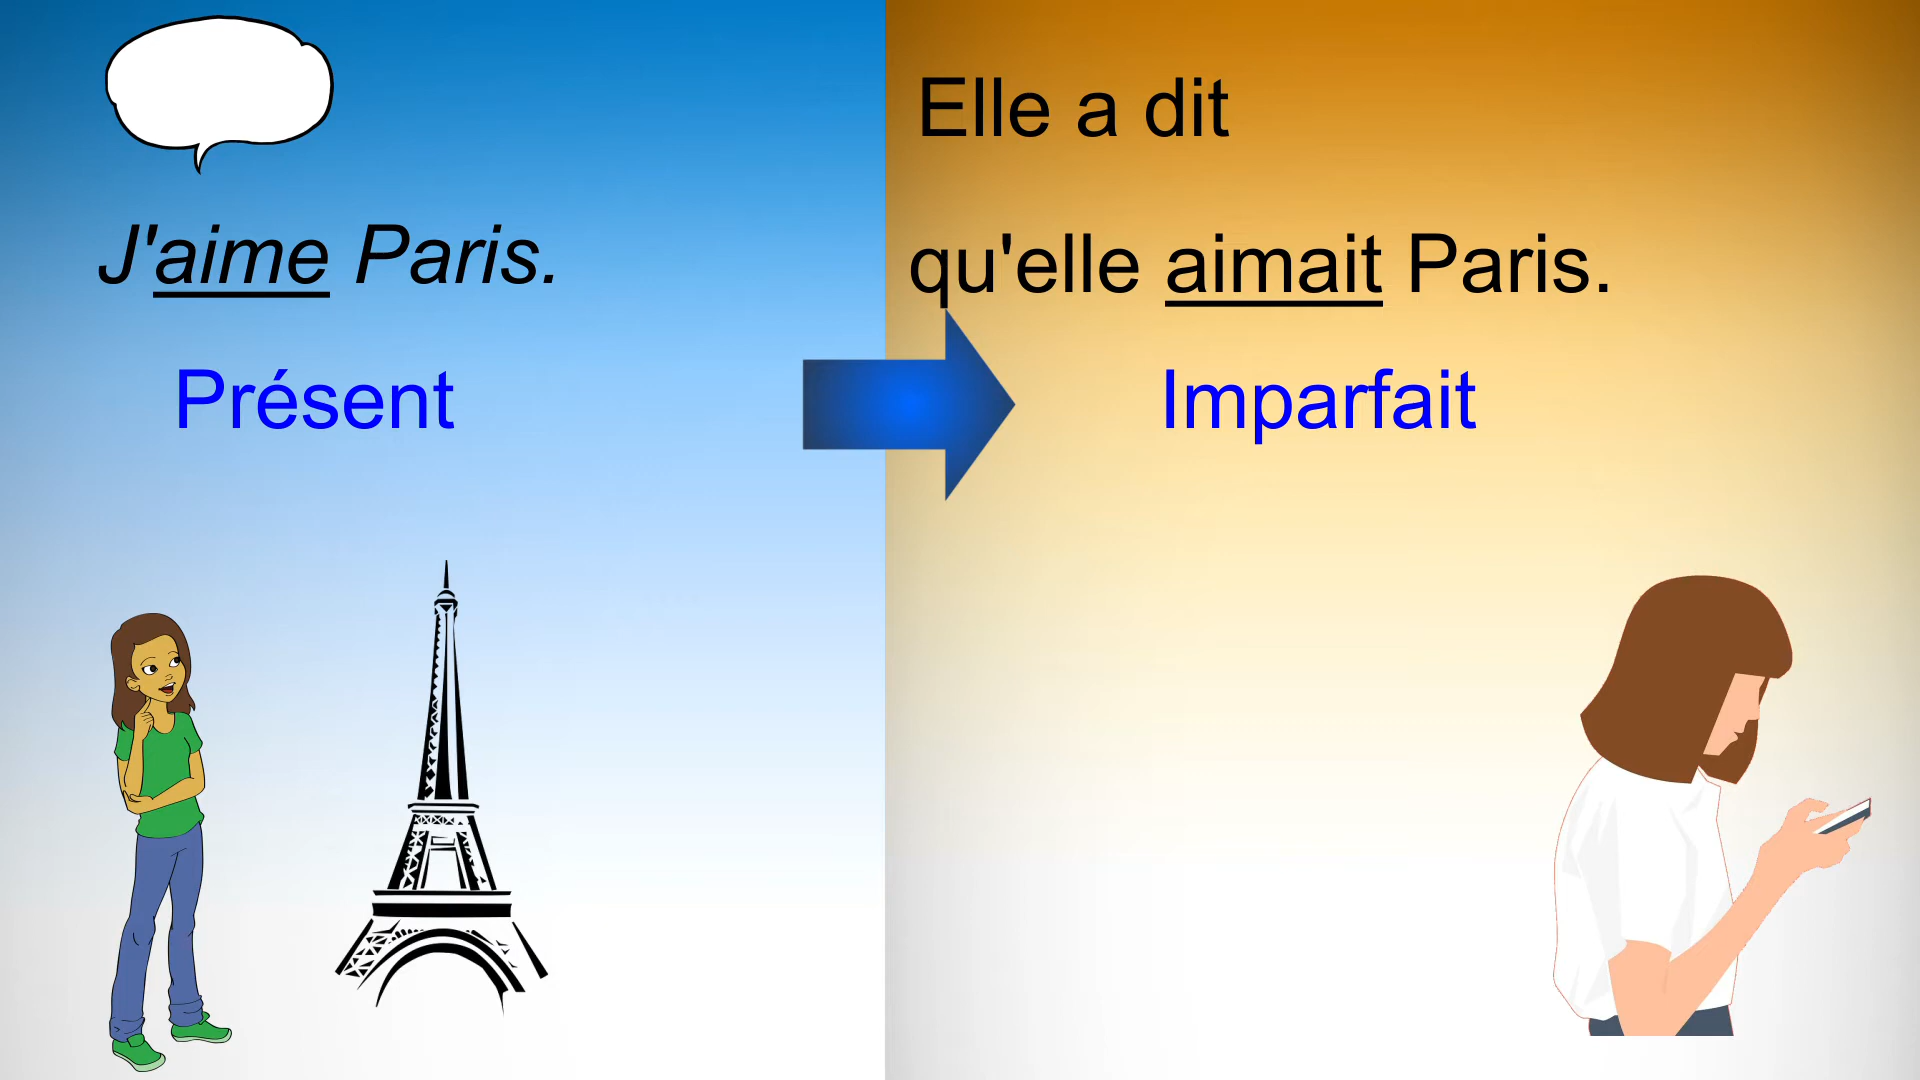 J'aime Paris.
Présent
Elle a dit
qu'elle aimait Paris.
Imparfait